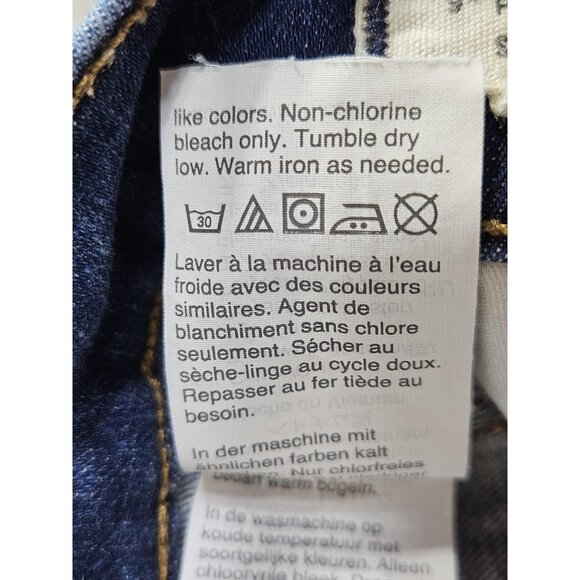 like colors. Non-chlorine
bleach only. Tumble dry
low. Warm iron as needed.
30
Laver à la machine à l'eau
froide avec des couleurs
similaires. Agent de
blanchiment sans chlore
seulement. Sécher au
sèche-linge au cycle doux.
Repasser au fer tiède au
besoin.
In der maschine mit
ähnlichen farben kalt
Nur chlorfreies
bedarf warm bügeln.
In de wasmachine op
koude temperatuur met
soortgelijke kleuren. Alleen
chloorvrije bleek.